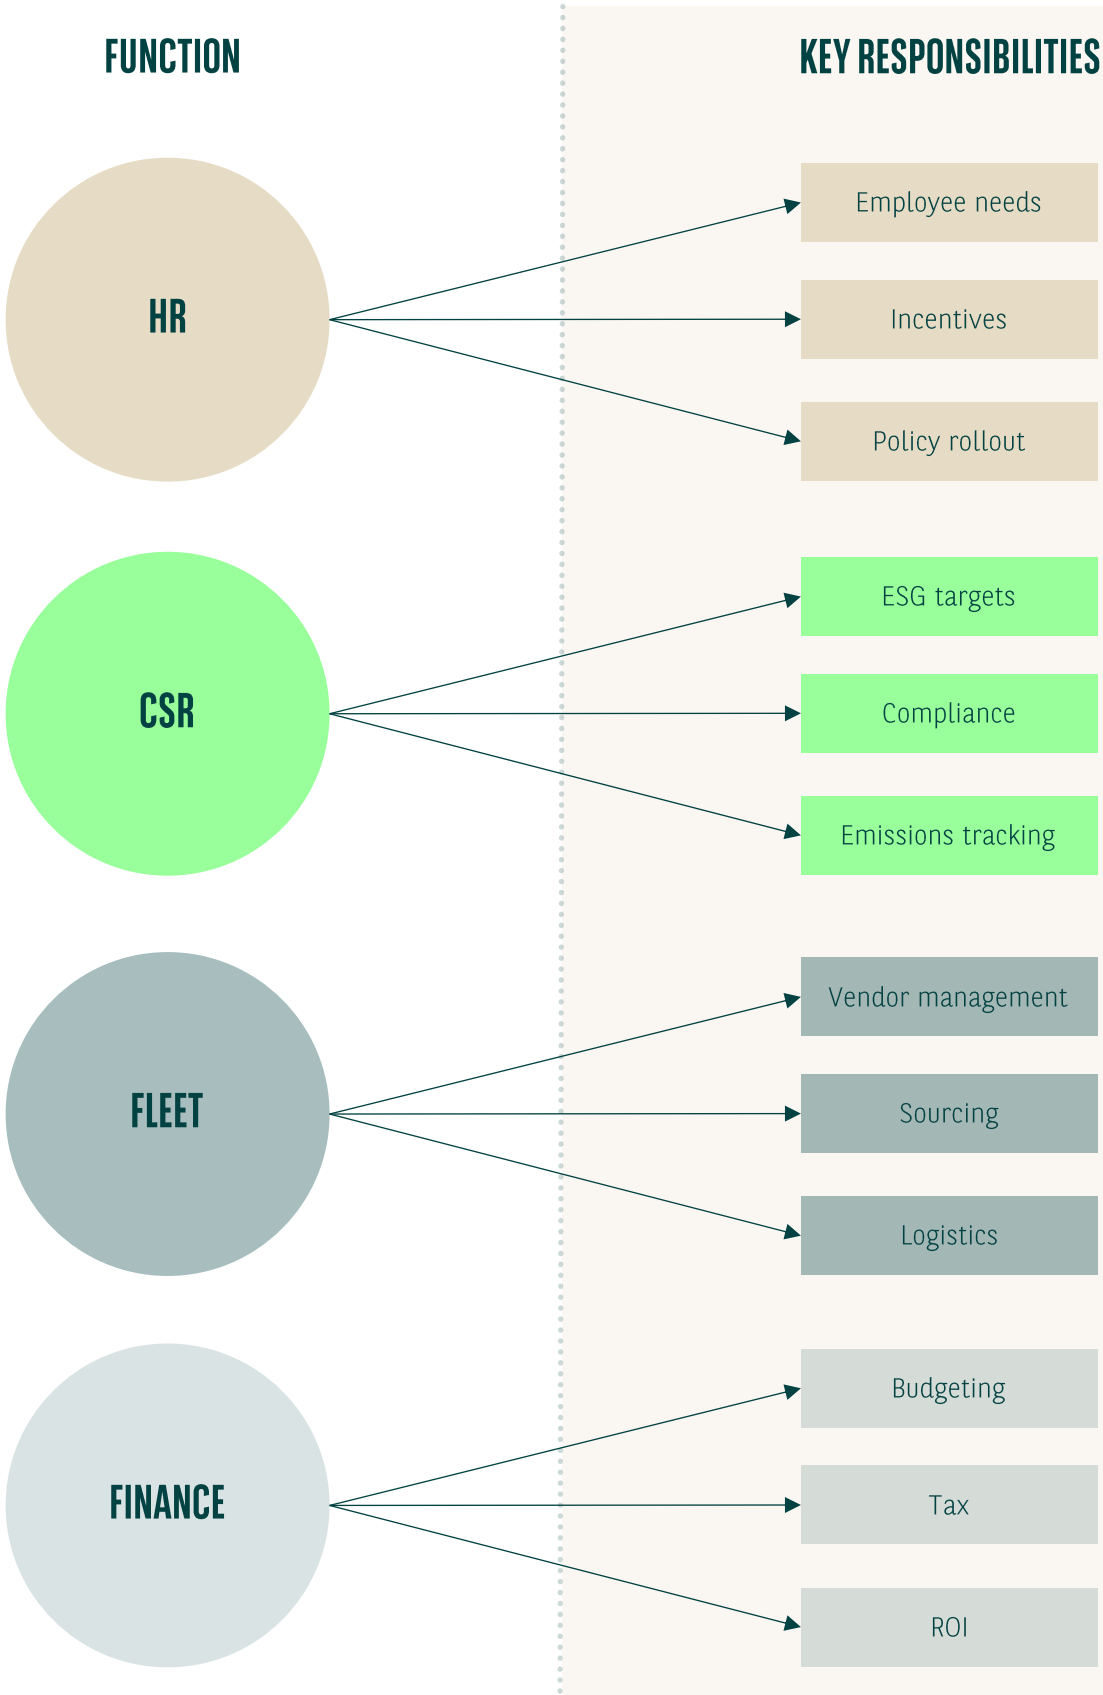 FUNCTION
KEY RESPONSIBILITIES
HR
Employee needs
Incentives
Policy rollout
CSR
ESG targets
Compliance
Emissions tracking
FLEET
Vendor management
Sourcing
Logistics
FINANCE
Budgeting
Tax
ROI